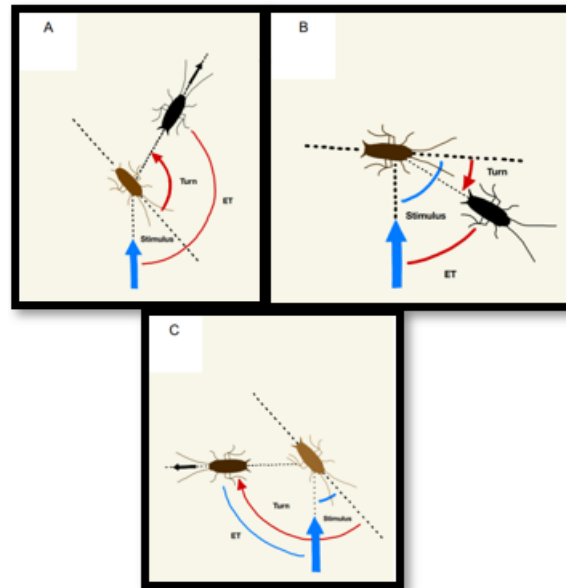 A
Turn
ET
Stimulus
B
Turn
Stimulus
ET
C
Turn
Stimulus
ET